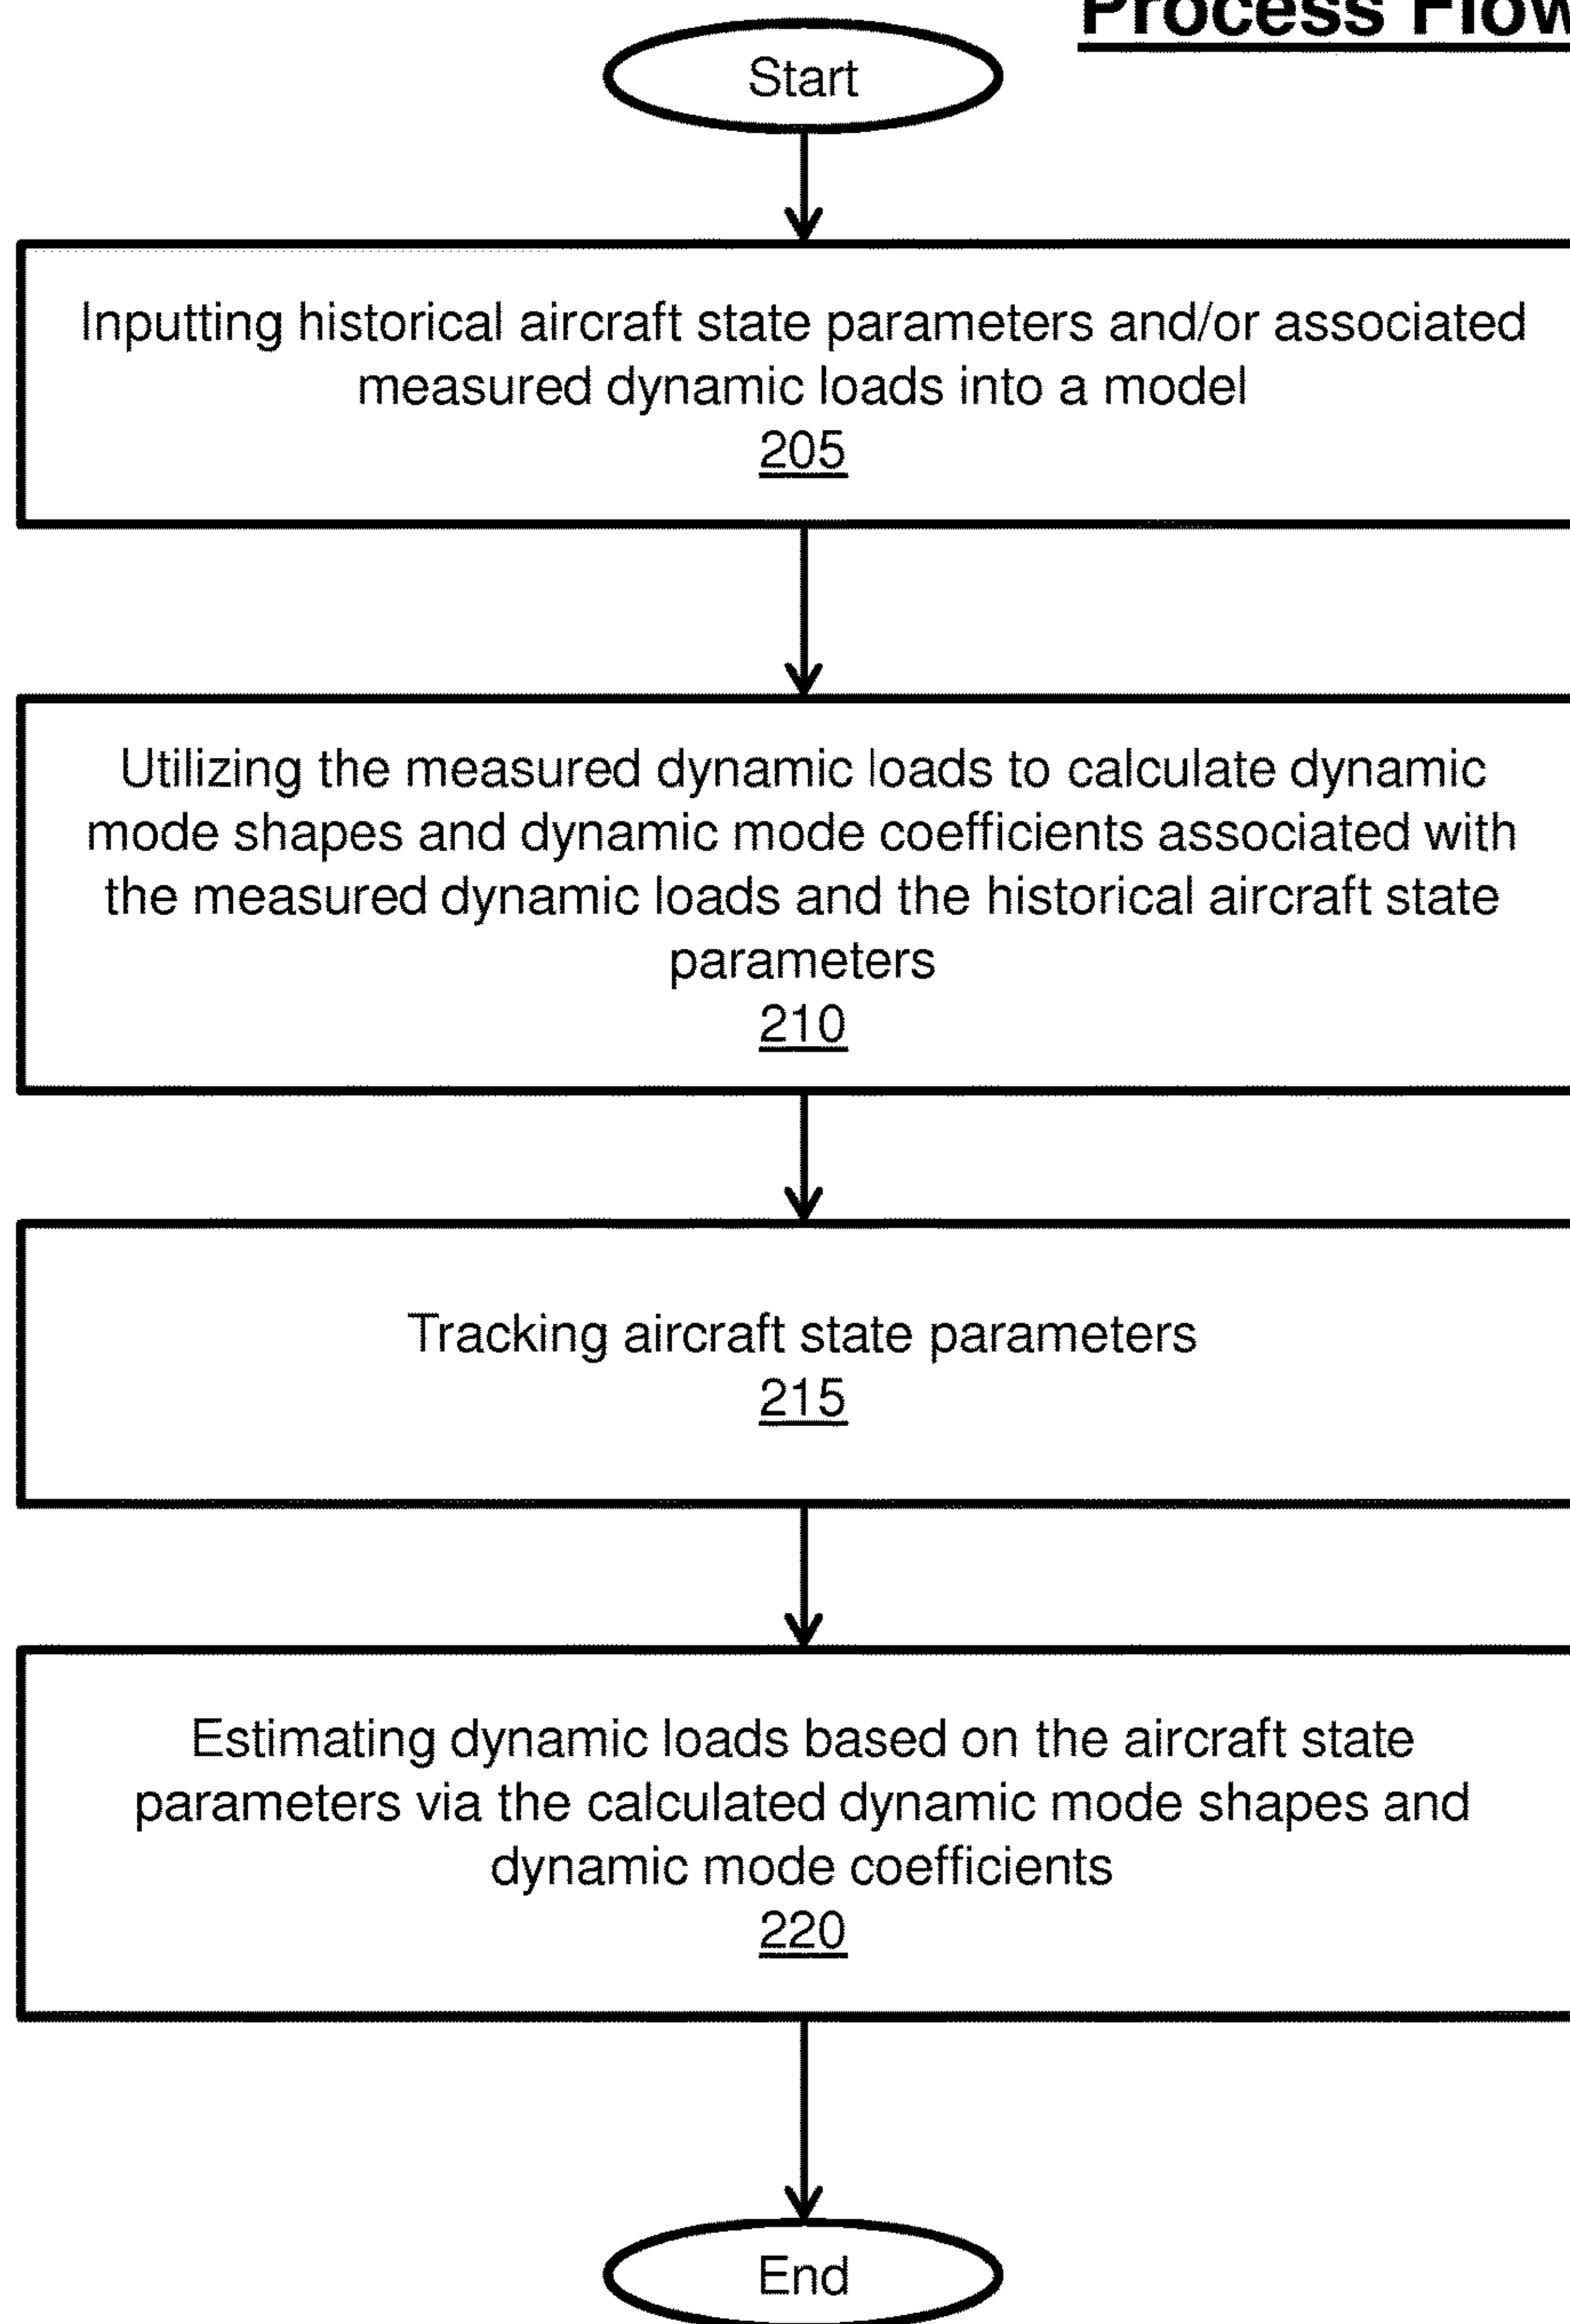 Process Flow
Start
Inputting historical aircraft state parameters and/or associated
measured dynamic loads into a model
205
Utilizing the measured dynamic loads to calculate dynamic
mode shapes and dynamic mode coefficients associated with
the measured dynamic loads and the historical aircraft state
parameters
210
Tracking aircraft state parameters
215
Estimating dynamic loads based on the aircraft state
parameters via the calculated dynamic mode shapes and
dynamic mode coefficients
220
End